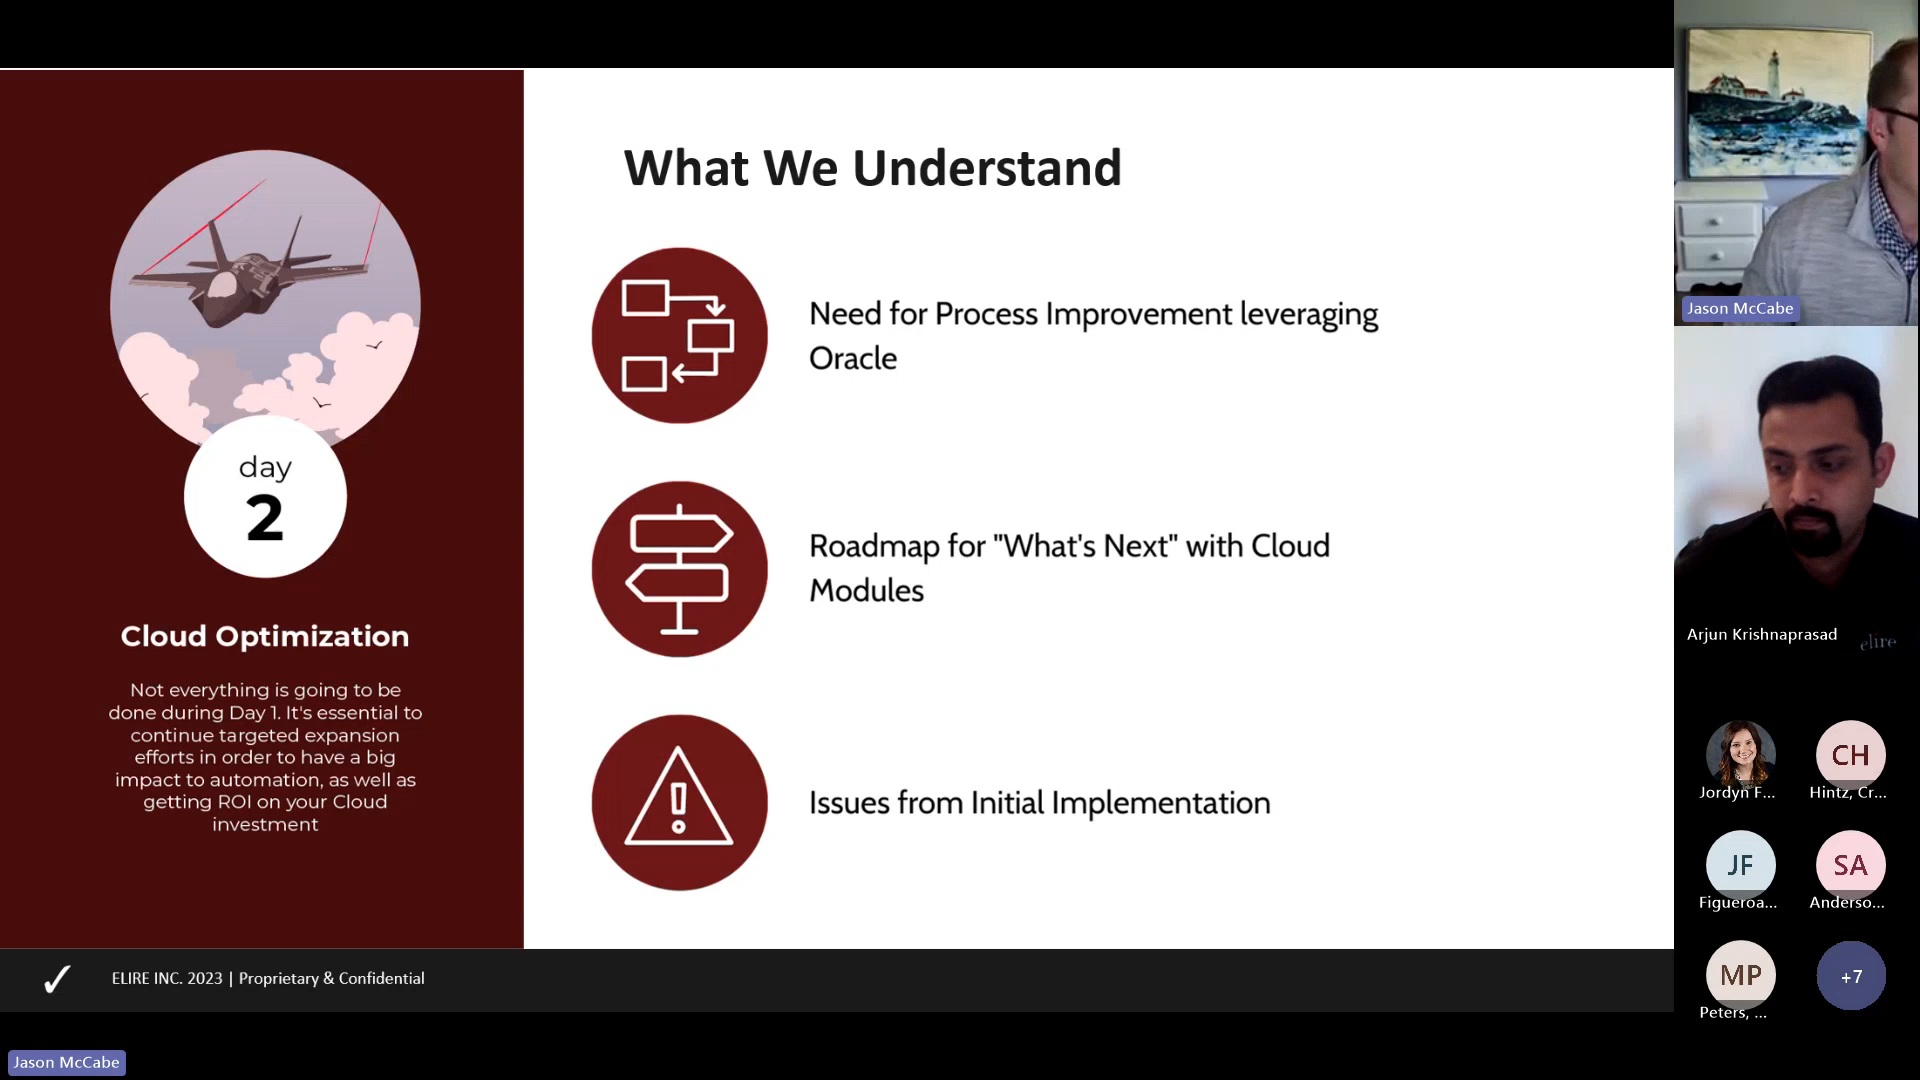 What We Understand
Need for Process Improvement leveraging
Oracle
Roadmap for "What's Next" with Cloud
Modules
Issues from Initial Implementation
day
2
Cloud Optimization
Not everything is going to be
done during Day 1. It's essential to
continue targeted expansion
efforts in order to have a big
impact to automation, as well as
getting ROI on your Cloud
investment
ELIRE INC. 2023 | Proprietary & Confidential
Jason McCabe
Jason McCabe
Arjun Krishnaprasad
elire
Jordyn F...
CH
Hintz, Cr...
JF
Figueroa...
SA
Anderso...
MP
Peters, ...
+7